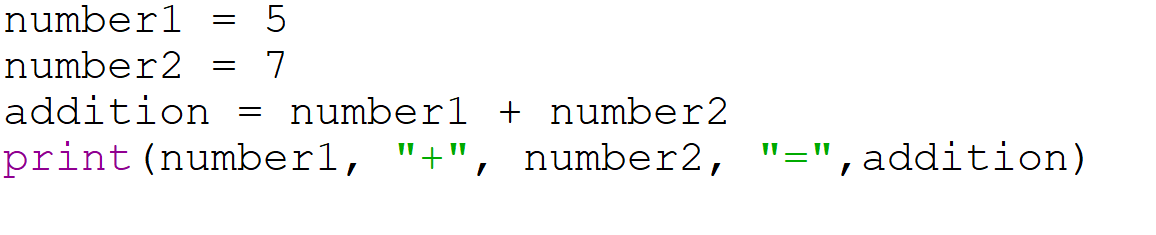 number1 = 5
number2 = 7
addition = number1 + number2
print(number1, "+", number2, "=",addition)